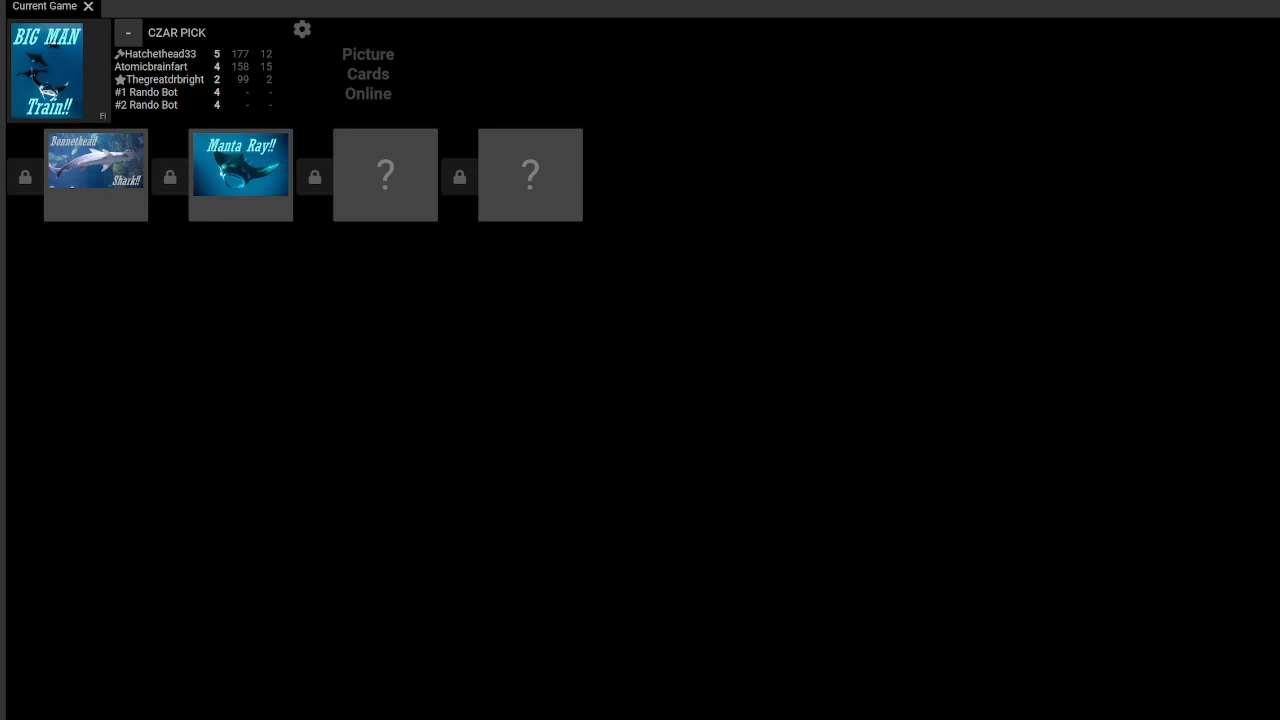 Current Game
BIG MAN
Train!!
- CZAR PICK
Hatchethead33 5 177 12
Atomicbrainfart 4 158 15
Thegreatdrbright 2 99 2
#1 Rando Bot 4 - -
#2 Rando Bot 4 - -
Picture
Cards
Online
Bonnethead
Shark!!
Manta Ray!!
?
?